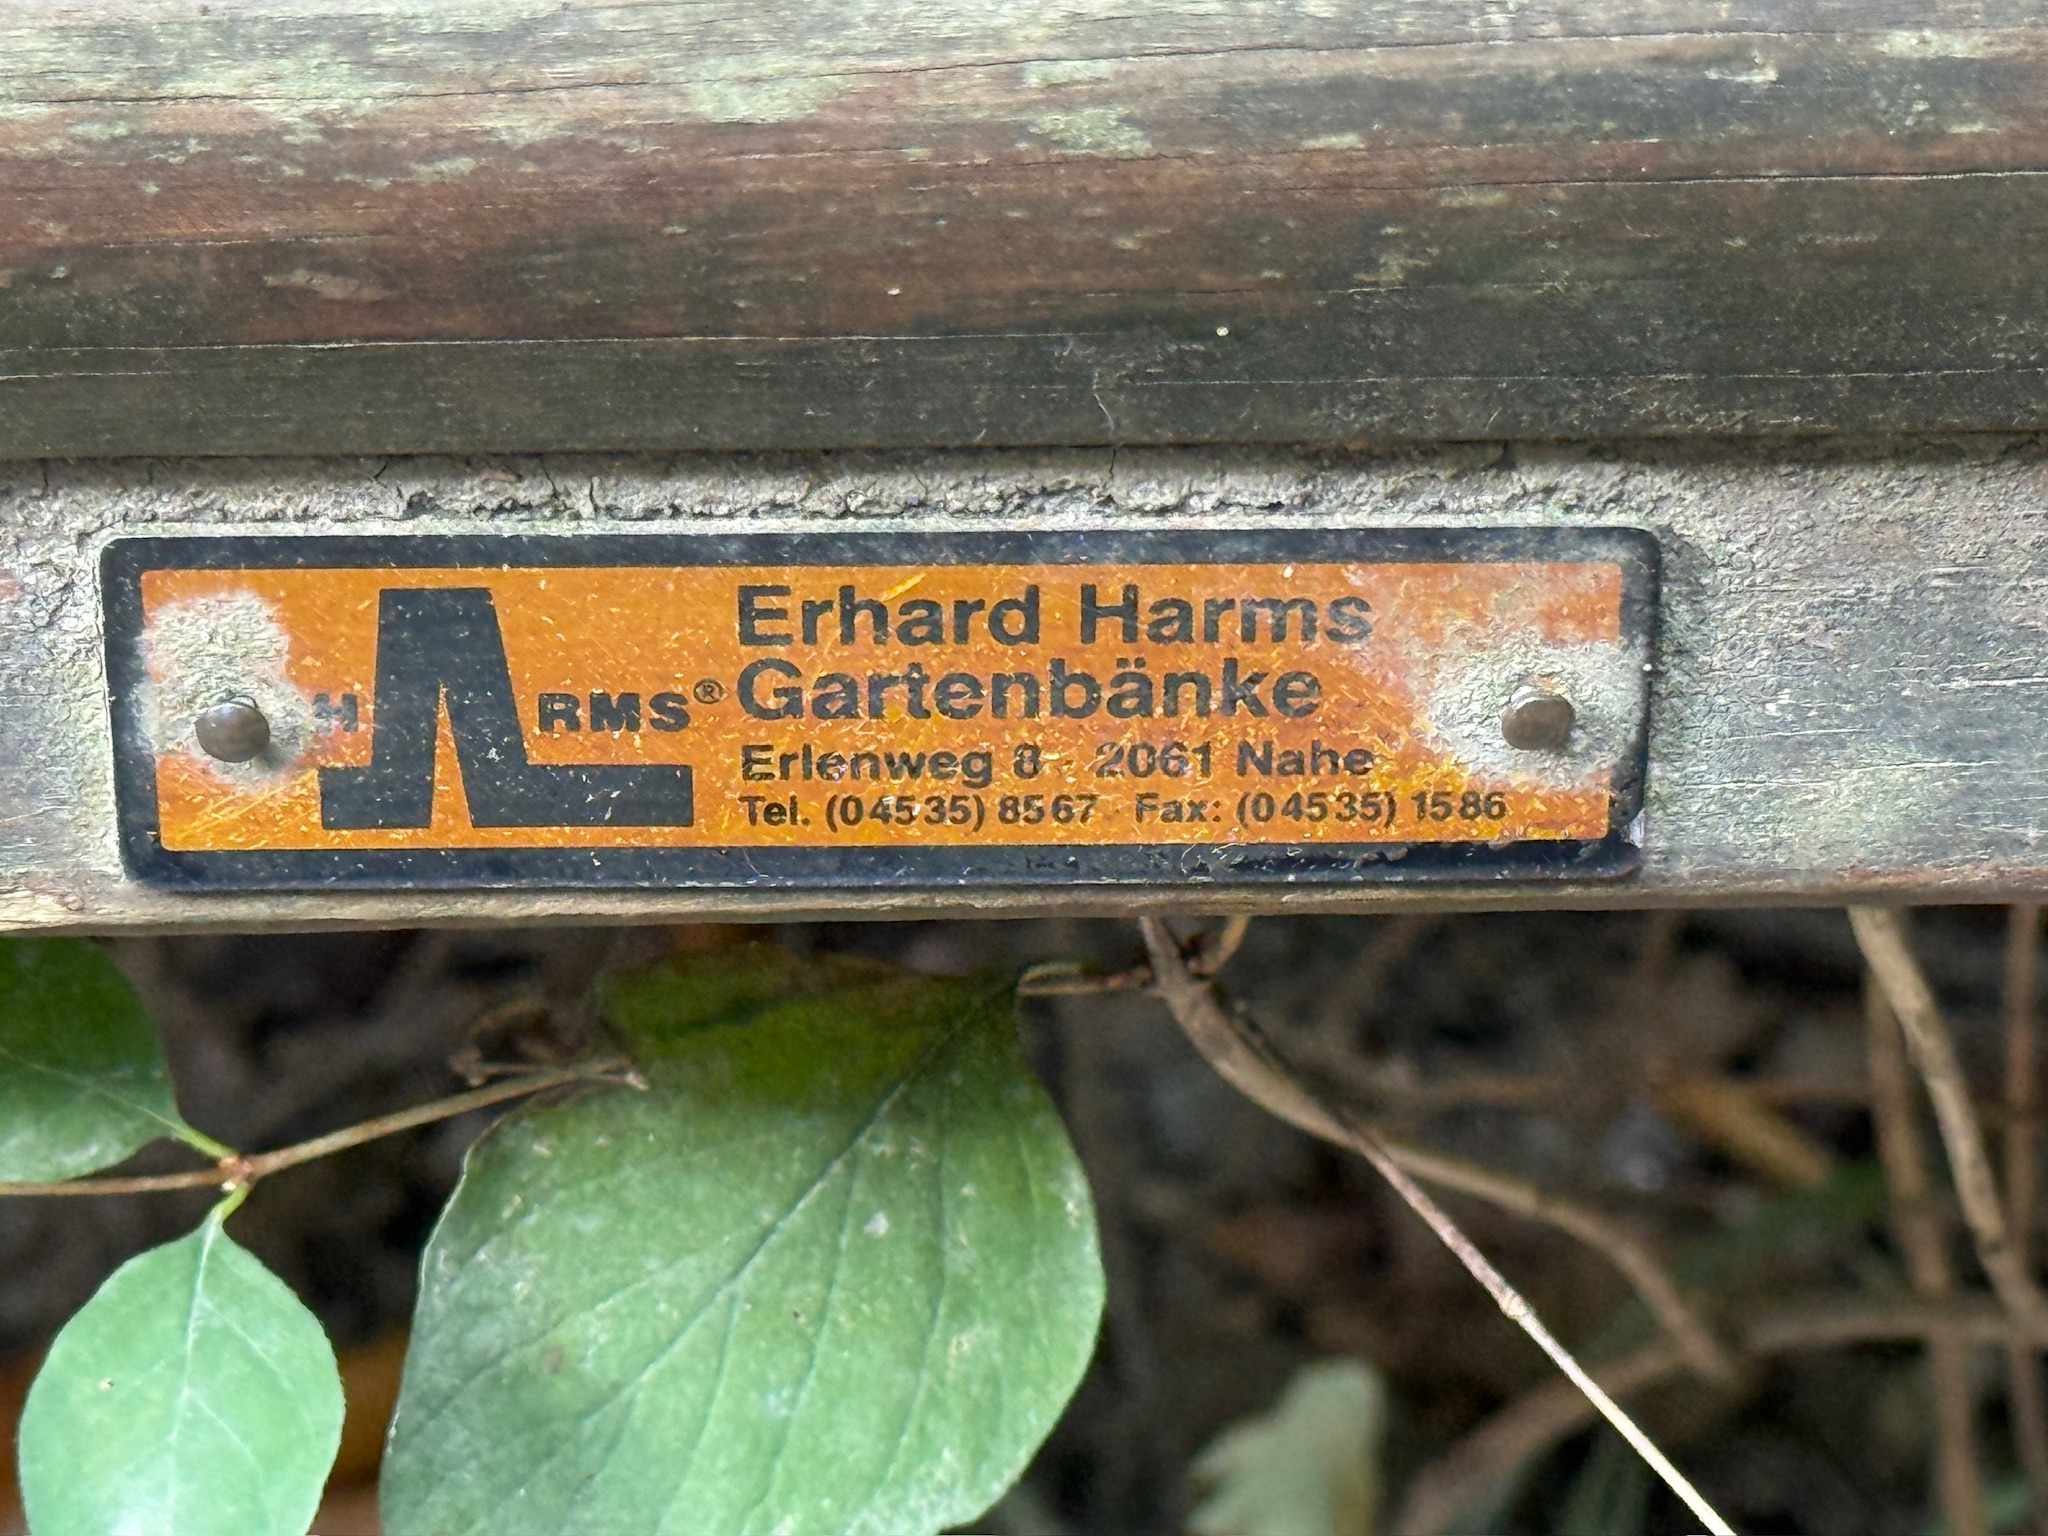 HARMS®
Erhard Harms
Gartenbänke
Erlenweg 8 · 2061 Nahe
Tel. (04535) 8567 · Fax: (04535) 1586